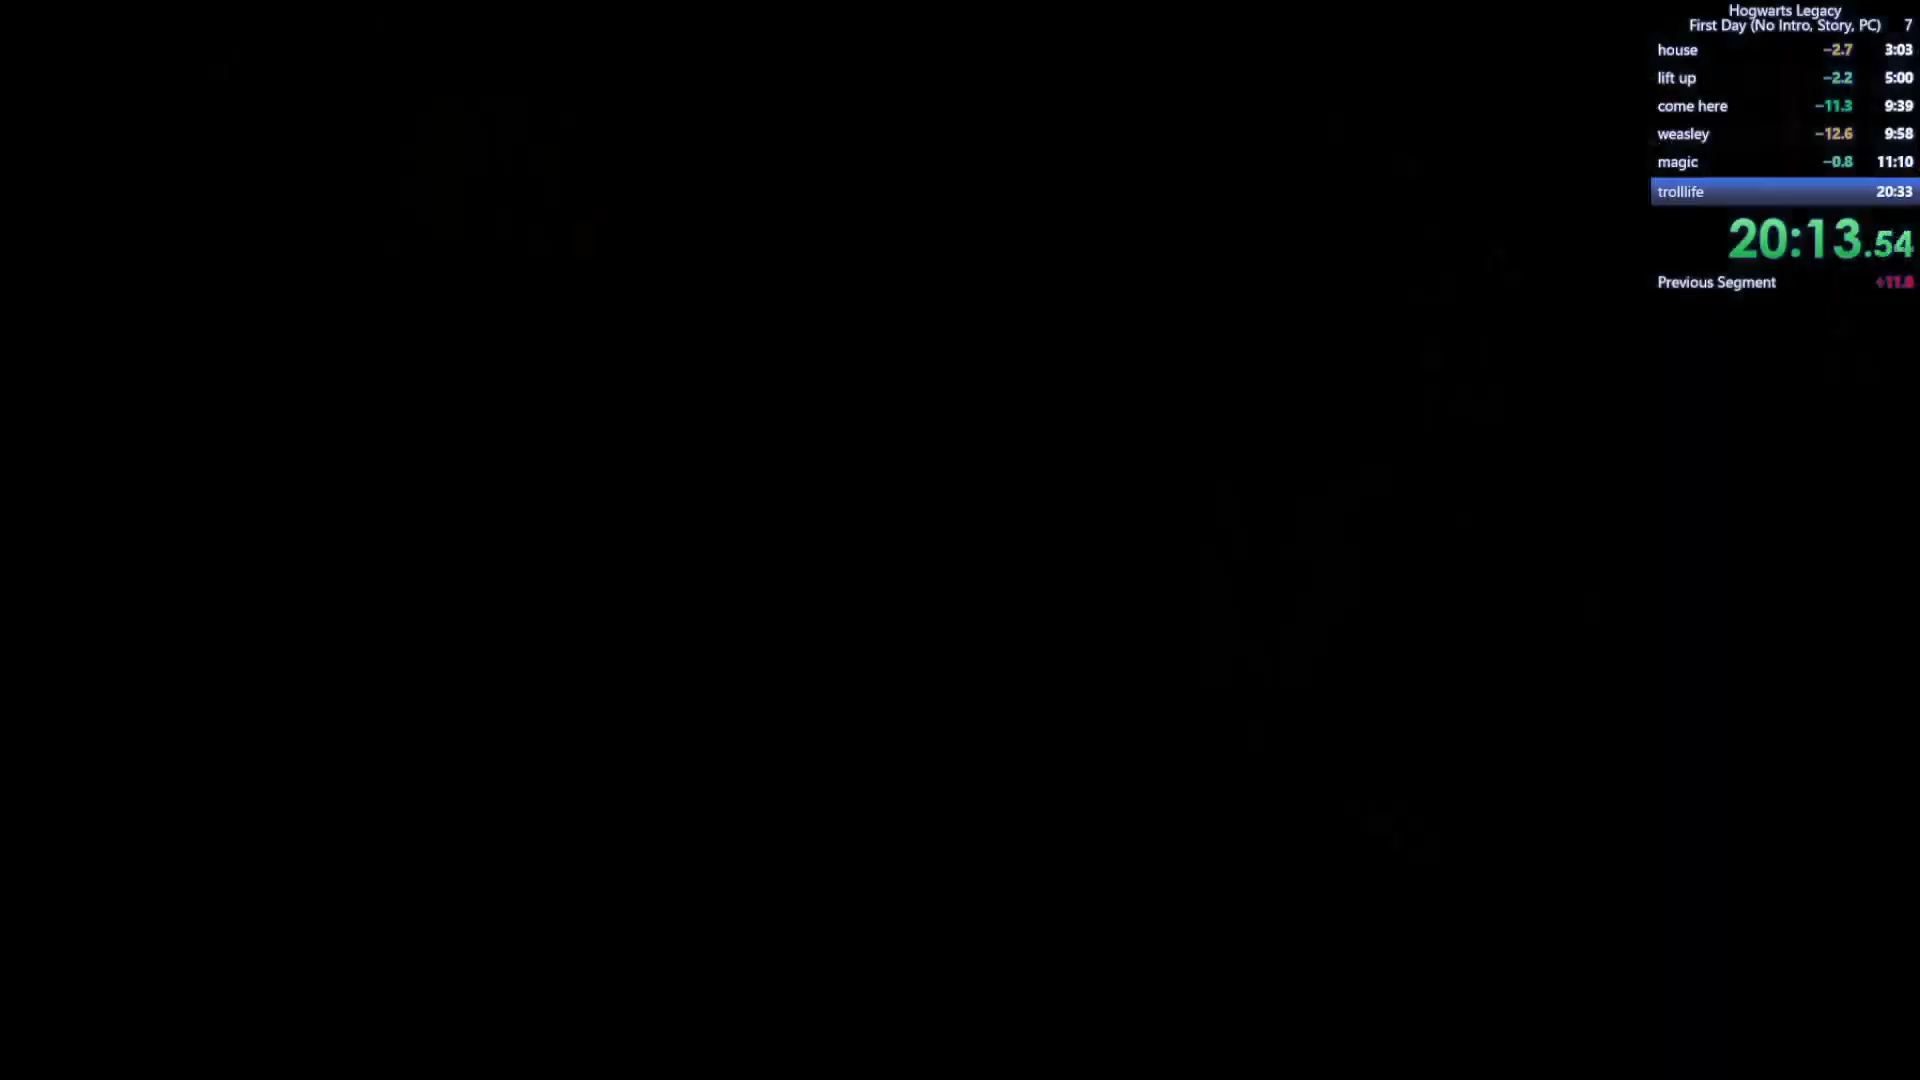 Hogwarts Legacy
First Day (No Intro, Story, PC) 7
house −2.7 3:03
lift up −2.2 5:00
come here −11.3 9:39
weasley −12.6 9:58
magic −0.8 11:10
trolllife 20:33
20:13.54
Previous Segment +11.8